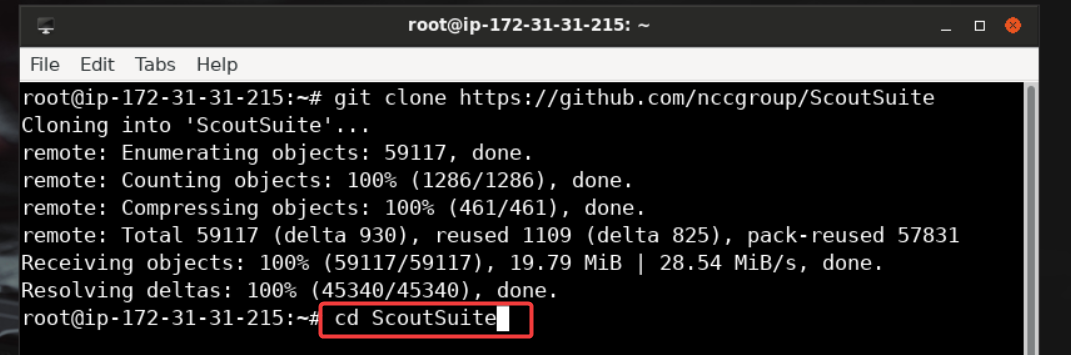 root@ip-172-31-31-215: ~
File Edit Tabs Help
root@ip-172-31-31-215:~# git clone https://github.com/nccgroup/ScoutSuite
Cloning into 'ScoutSuite'...
remote: Enumerating objects: 59117, done.
remote: Counting objects: 100% (1286/1286), done.
remote: Compressing objects: 100% (461/461), done.
remote: Total 59117 (delta 930), reused 1109 (delta 825), pack-reused 57831
Receiving objects: 100% (59117/59117), 19.79 MiB | 28.54 MiB/s, done.
Resolving deltas: 100% (45340/45340), done.
root@ip-172-31-31-215:~# cd ScoutSuite